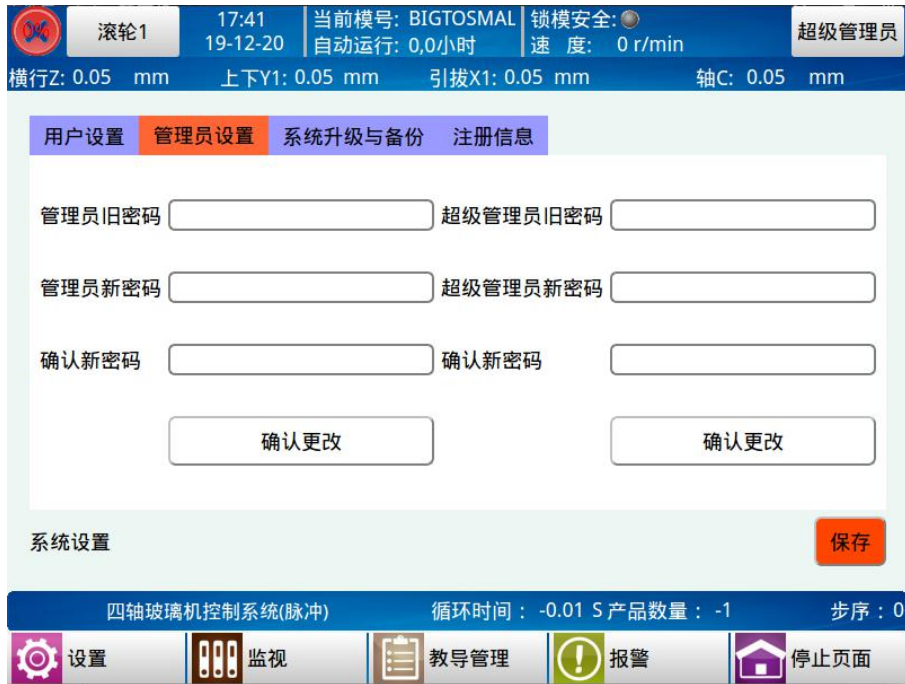 滚轮1
17:41
19-12-20
当前模号: BIGTOSMAL
自动运行: 0,0小时
锁模安全:
速 度: 0 r/min
超级管理员
横行Z: 0.05 mm 上下Y1: 0.05 mm 引拔X1: 0.05 mm 轴C: 0.05 mm
用户设置 管理员设置 系统升级与备份 注册信息
管理员旧密码 超级管理员旧密码
管理员新密码 超级管理员新密码
确认新密码 确认新密码
确认更改 确认更改
系统设置 保存
四轴玻璃机控制系统(脉冲) 循环时间： -0.01 S 产品数量： -1 步序： 0
设置 监视 教导管理 报警 停止页面